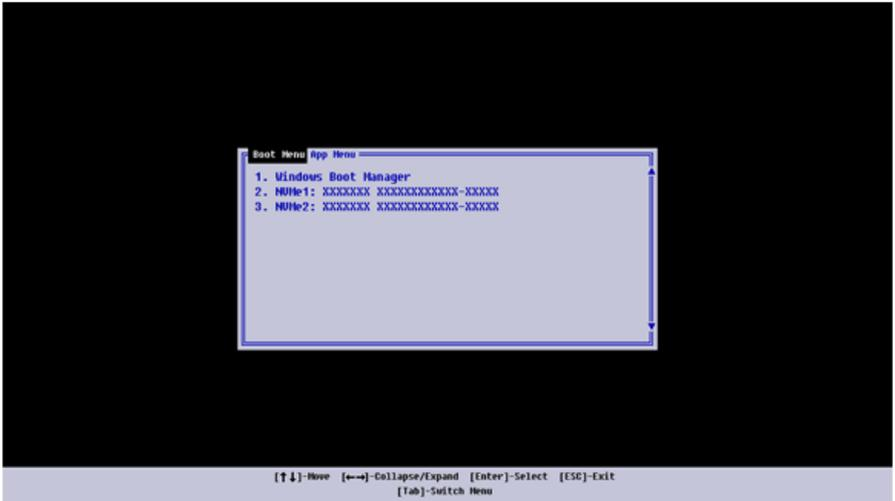 Boot Menu App Menu
1. Windows Boot Manager
2. NVMe1: XXXXXXX XXXXXXXXXXXX-XXXXX
3. NVMe2: XXXXXXX XXXXXXXXXXXX-XXXXX
[↑↓]-Move [←→]-Collapse/Expand [Enter]-Select [ESC]-Exit
[Tab]-Switch Menu